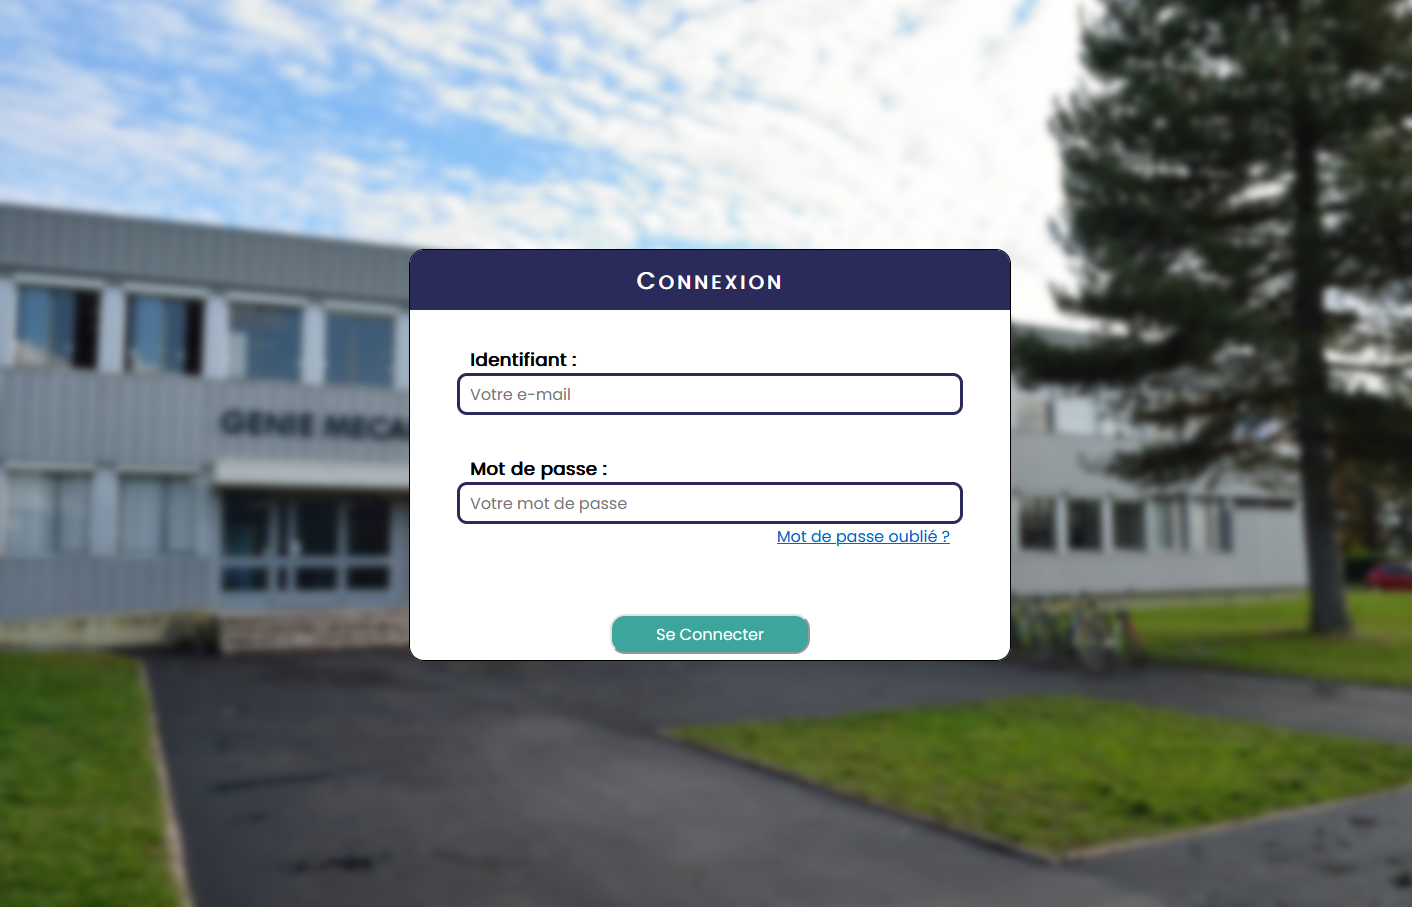 CONNEXION
Identifiant :
Votre e-mail
GENIE MECA
Mot de passe :
Votre mot de passe
Mot de passe oublié ?
Se Connecter